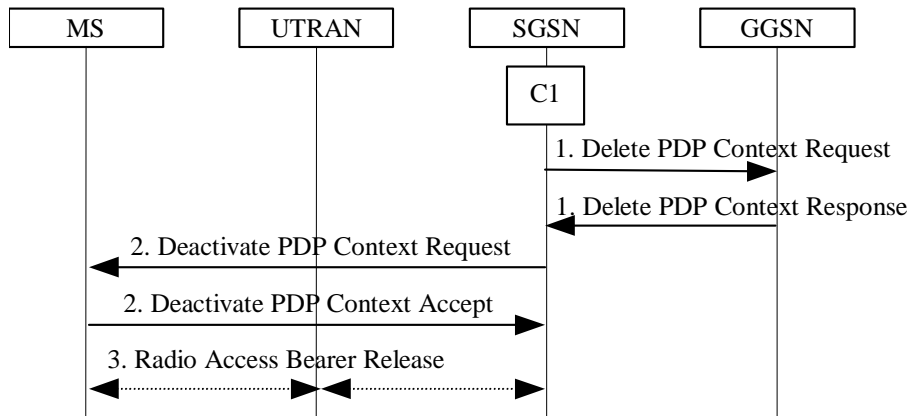 MS UTRAN SGSN GGSN
C1
1. Delete PDP Context Request
1. Delete PDP Context Response
2. Deactivate PDP Context Request
2. Deactivate PDP Context Accept
3. Radio Access Bearer Release